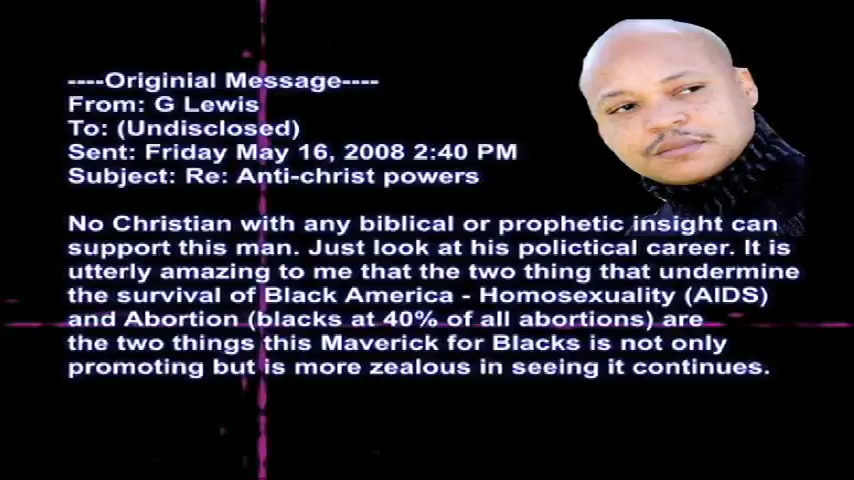 ----Originial Message----
From: G Lewis
To: (Undisclosed)
Sent: Friday May 16, 2008 2:40 PM
Subject: Re: Anti-christ powers
No Christian with any biblical or prophetic insight can
support this man. Just look at his polictical career. It is
utterly amazing to me that the two thing that undermine
the survival of Black America - Homosexuality (AIDS)
and Abortion (blacks at 40% of all abortions) are
the two things this Maverick for Blacks is not only
promoting but is more zealous in seeing it continues.